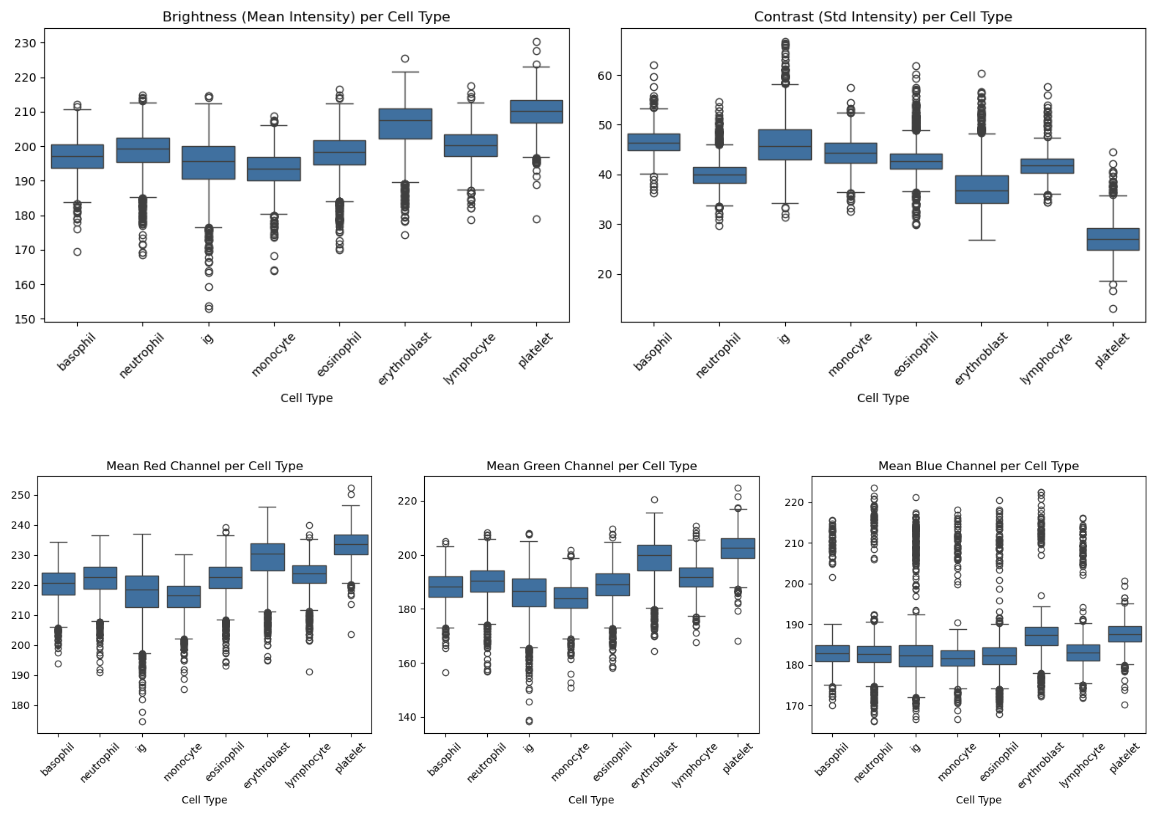 Brightness (Mean Intensity) per Cell Type
230
220
210
200
190
180
170
160
150
basophil
neutrophil
ig
monocyte
eosinophil
erythroblast
lymphocyte
platelet
Cell Type
Contrast (Std Intensity) per Cell Type
60
50
40
30
20
basophil
neutrophil
ig
monocyte
eosinophil
erythroblast
lymphocyte
platelet
Cell Type
Mean Red Channel per Cell Type
250
240
230
220
210
200
190
180
basophil
neutrophil
ig
monocyte
eosinophil
erythroblast
lymphocyte
platelet
Cell Type
Mean Green Channel per Cell Type
220
200
180
160
140
basophil
neutrophil
ig
monocyte
eosinophil
erythroblast
lymphocyte
platelet
Cell Type
Mean Blue Channel per Cell Type
220
210
200
190
180
170
basophil
neutrophil
ig
monocyte
eosinophil
erythroblast
lymphocyte
platelet
Cell Type